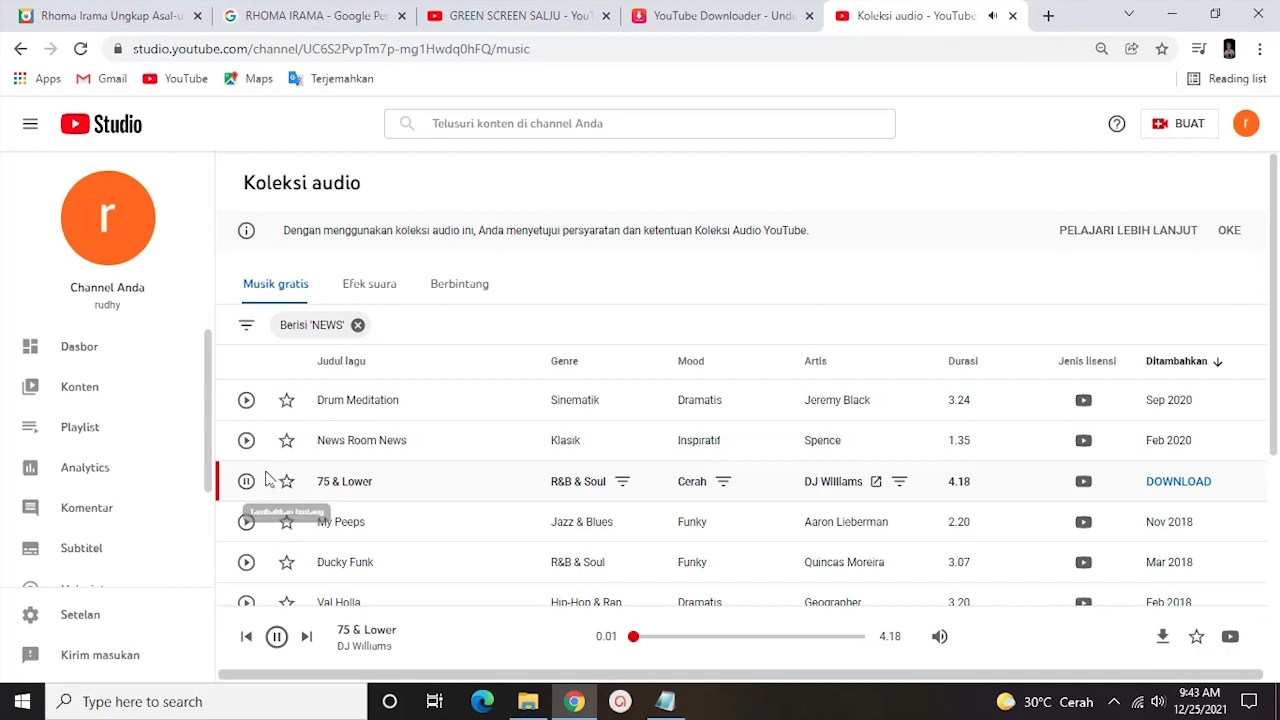 Rhoma Irama Ungkap Asal-u
RHOMA IRAMA - Google Pe
GREEN SCREEN SALJU - YouT
YouTube Downloader - Undu
Koleksi audio - YouTube
studio.youtube.com/channel/UC6S2PvpTm7p-mg1Hwdq0hFQ/music
Apps
Gmail
YouTube
Maps
Terjemahkan
Reading list
Studio
Telusuri konten di channel Anda
BUAT
r
r
Channel Anda
rudhy
Dasbor
Konten
Playlist
Analytics
Komentar
Subtitel
Setelan
Kirim masukan
Koleksi audio
Dengan menggunakan koleksi audio ini, Anda menyetujui persyaratan dan ketentuan Koleksi Audio YouTube.
PELAJARI LEBIH LANJUT
OKE
Musik gratis
Efek suara
Berbintang
Berisi 'NEWS'
Judul lagu Genre Mood Artis Durasi Jenis lisensi Ditambahkan
Drum Meditation Sinematik Dramatis Jeremy Black 3.24 Sep 2020
News Room News Klasik Inspiratif Spence 1.35 Feb 2020
75 & Lower R&B & Soul Cerah DJ Williams 4.18 DOWNLOAD
Tambahkan bintang
My Peeps Jazz & Blues Funky Aaron Lieberman 2.20 Nov 2018
Ducky Funk R&B & Soul Funky Quincas Moreira 3.07 Mar 2018
Val Holla Hip-Hop & Rap Dramatis Geographer 3.20 Feb 2018
75 & Lower
DJ Williams
0.01
4.18
Type here to search
30°C Cerah
9:43 AM
12/25/2021